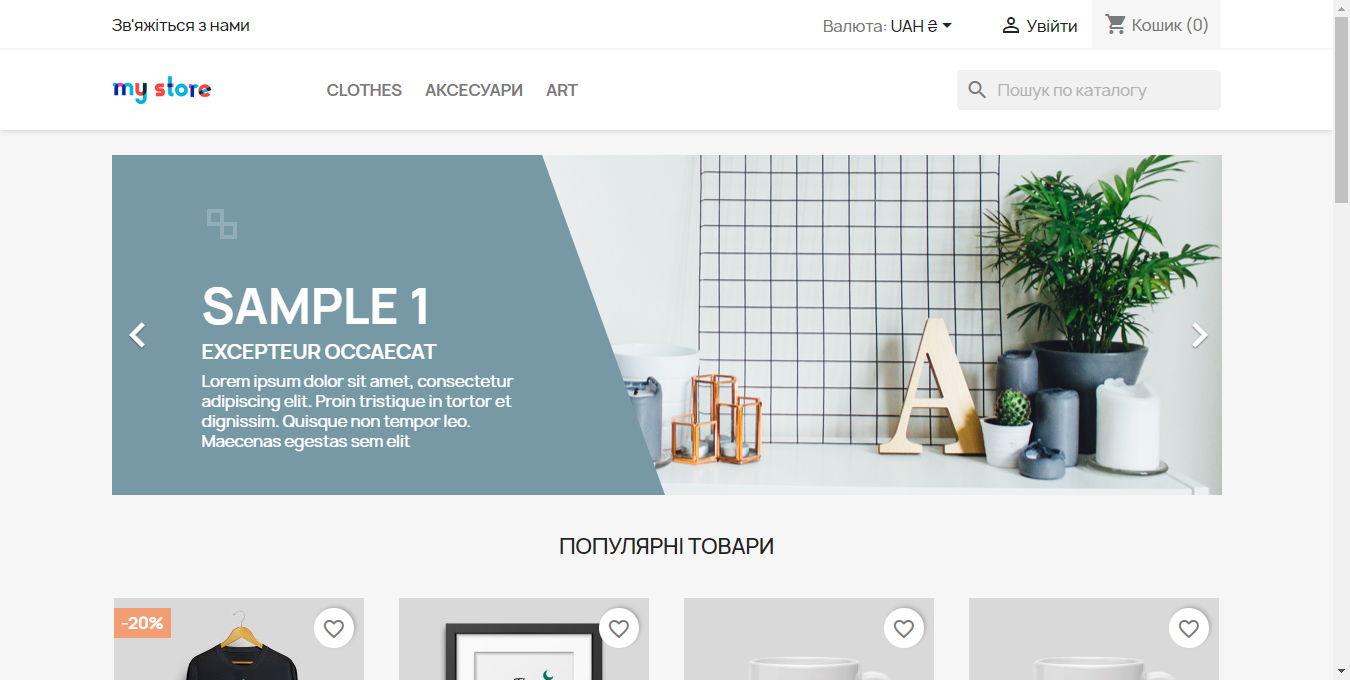 Зв'яжіться з нами
Валюта: UAH ₴
Увійти
Кошик (0)
my store
CLOTHES
АКСЕСУАРИ
ART
Пошук по каталогу
SAMPLE 1
EXCEPTEUR OCCAECAT
Lorem ipsum dolor sit amet, consectetur
adipiscing elit. Proin tristique in tortor et
dignissim. Quisque non tempor leo.
Maecenas egestas sem elit
A
ПОПУЛЯРНІ ТОВАРИ
-20%